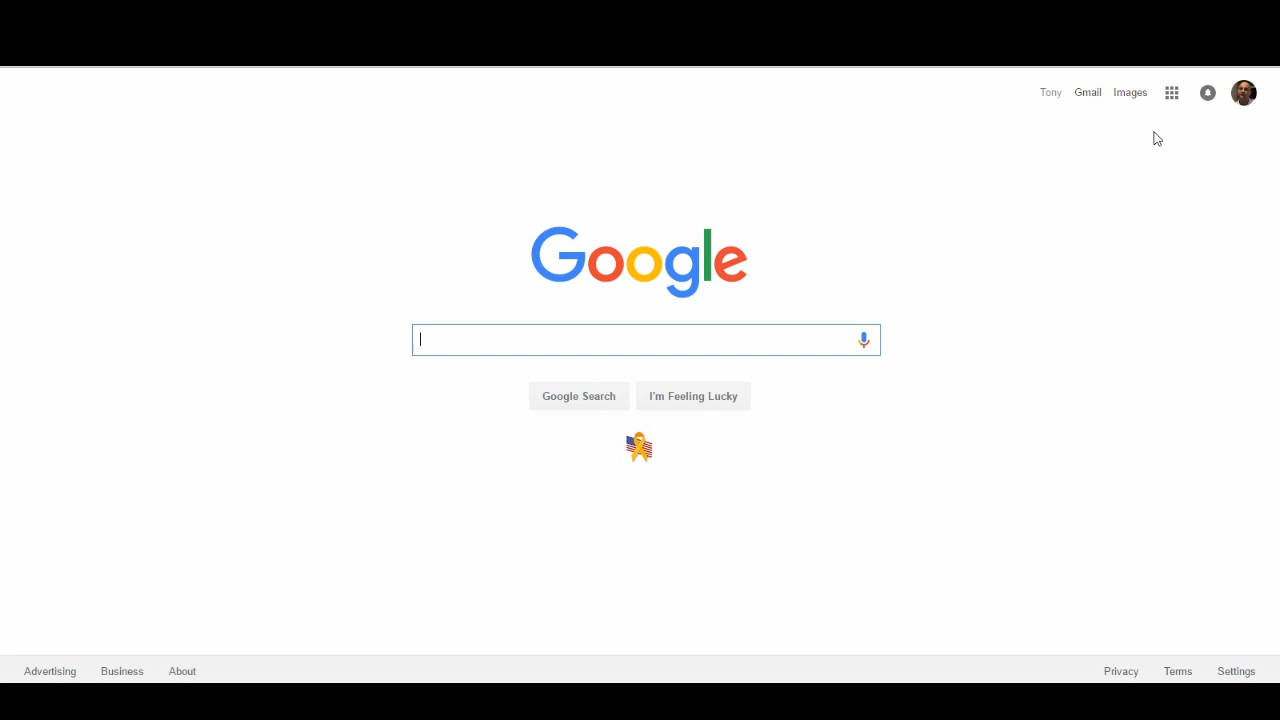 Tony Gmail Images
Google
Google Search I'm Feeling Lucky
Advertising Business About Privacy Terms Settings